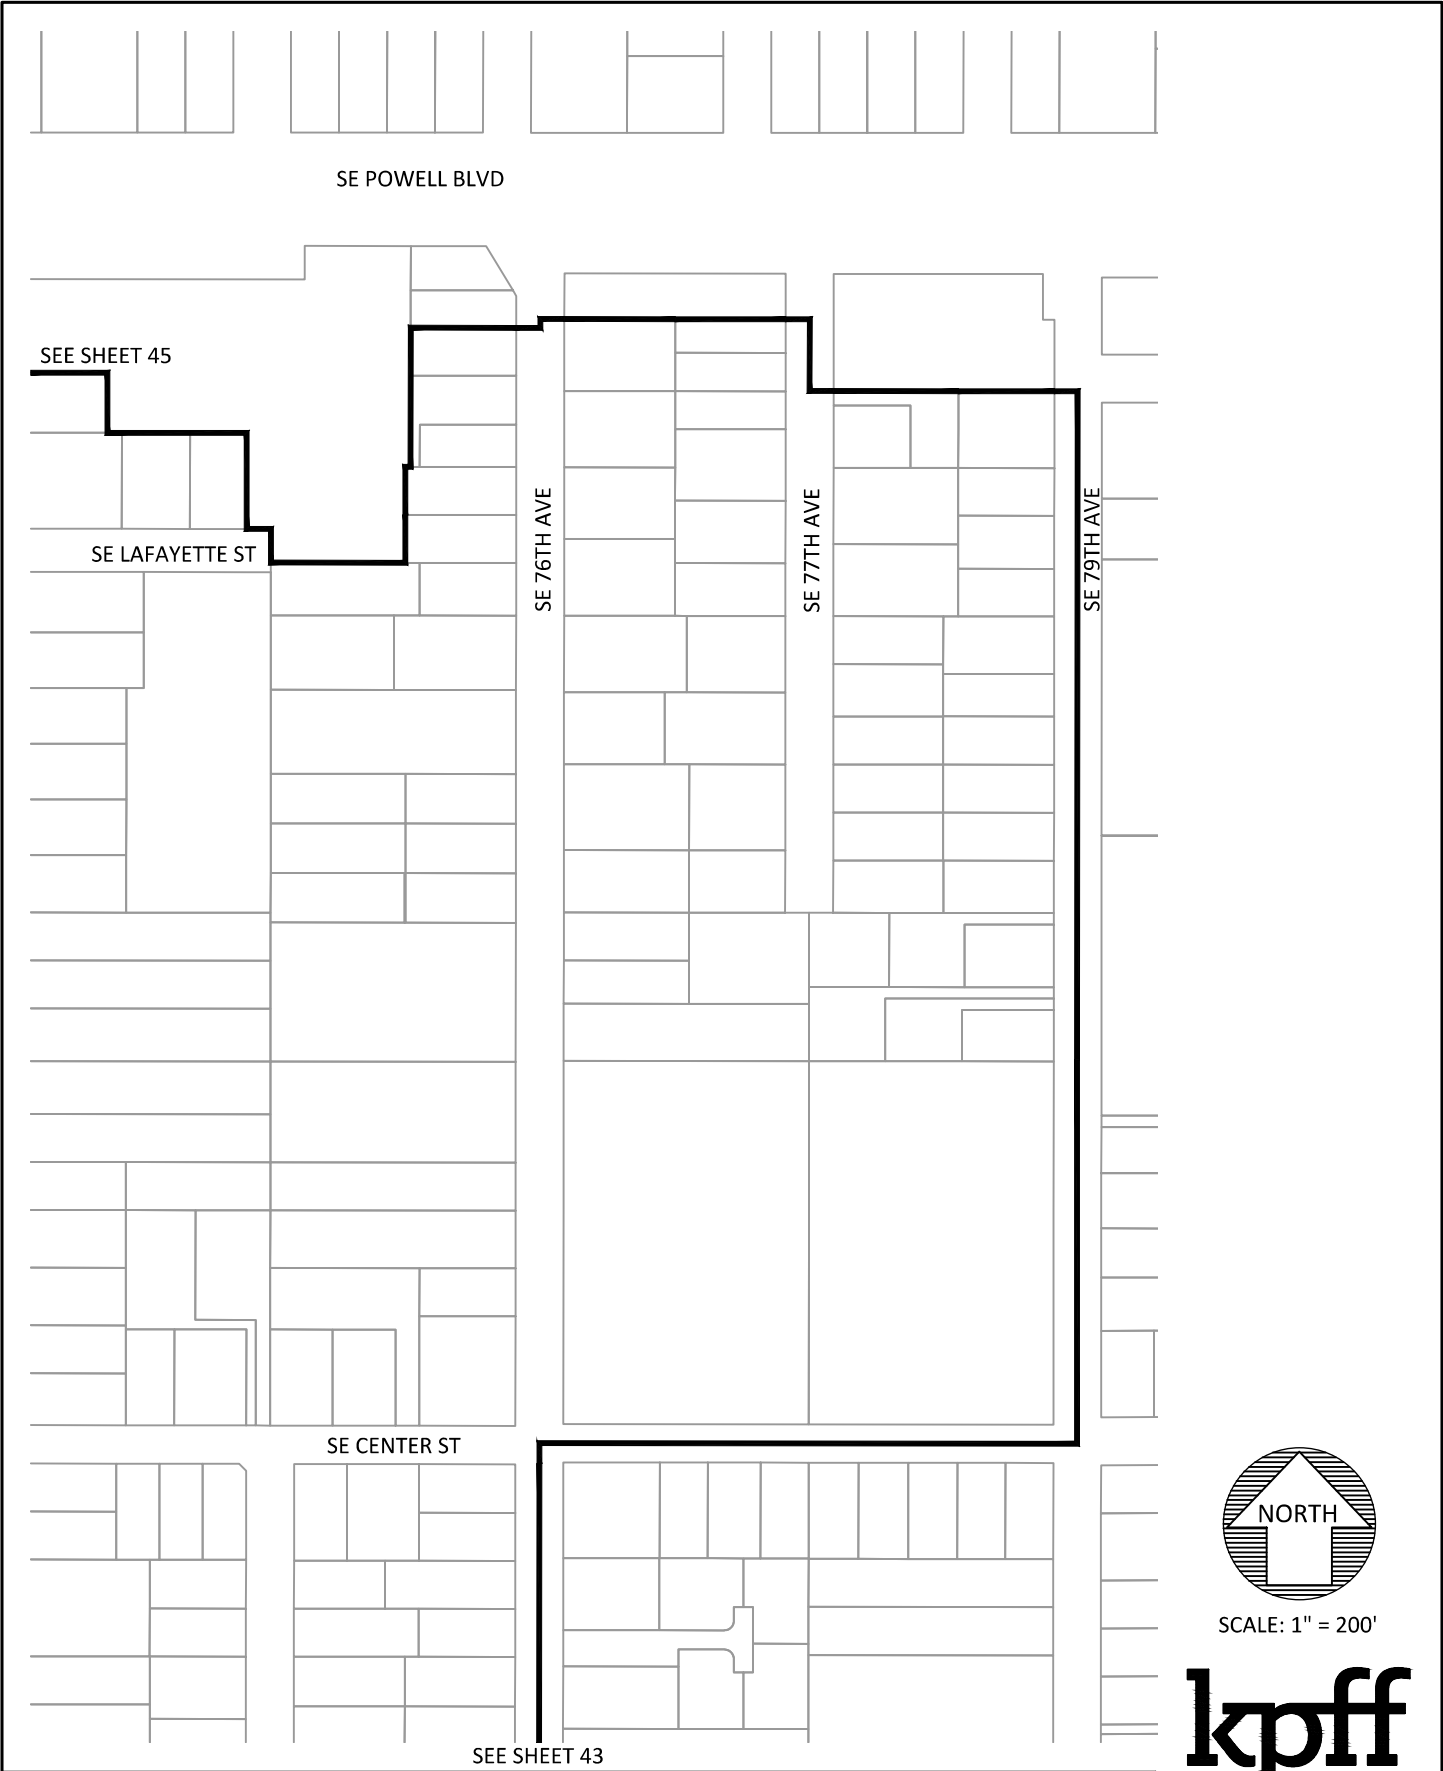 SE POWELL BLVD
SEE SHEET 45
SE LAFAYETTE ST
SE 76TH AVE
SE 77TH AVE
SE 79TH AVE
SE CENTER ST
NORTH
SCALE: 1" = 200'
kpff
SEE SHEET 43